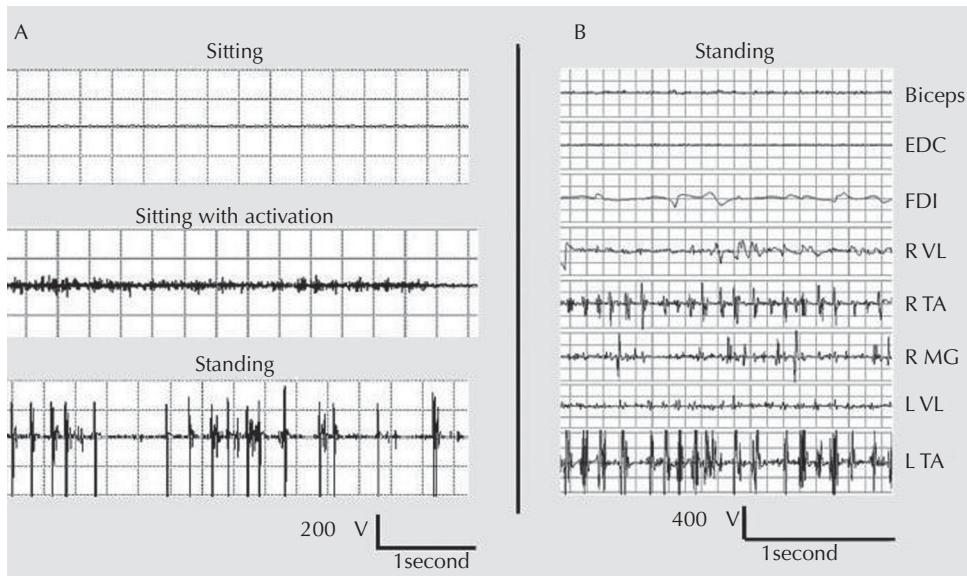 A
Sitting
Sitting with activation
Standing
200 V
1second
B
Standing
Biceps
EDC
FDI
R VL
R TA
R MG
L VL
L TA
400 V
1second